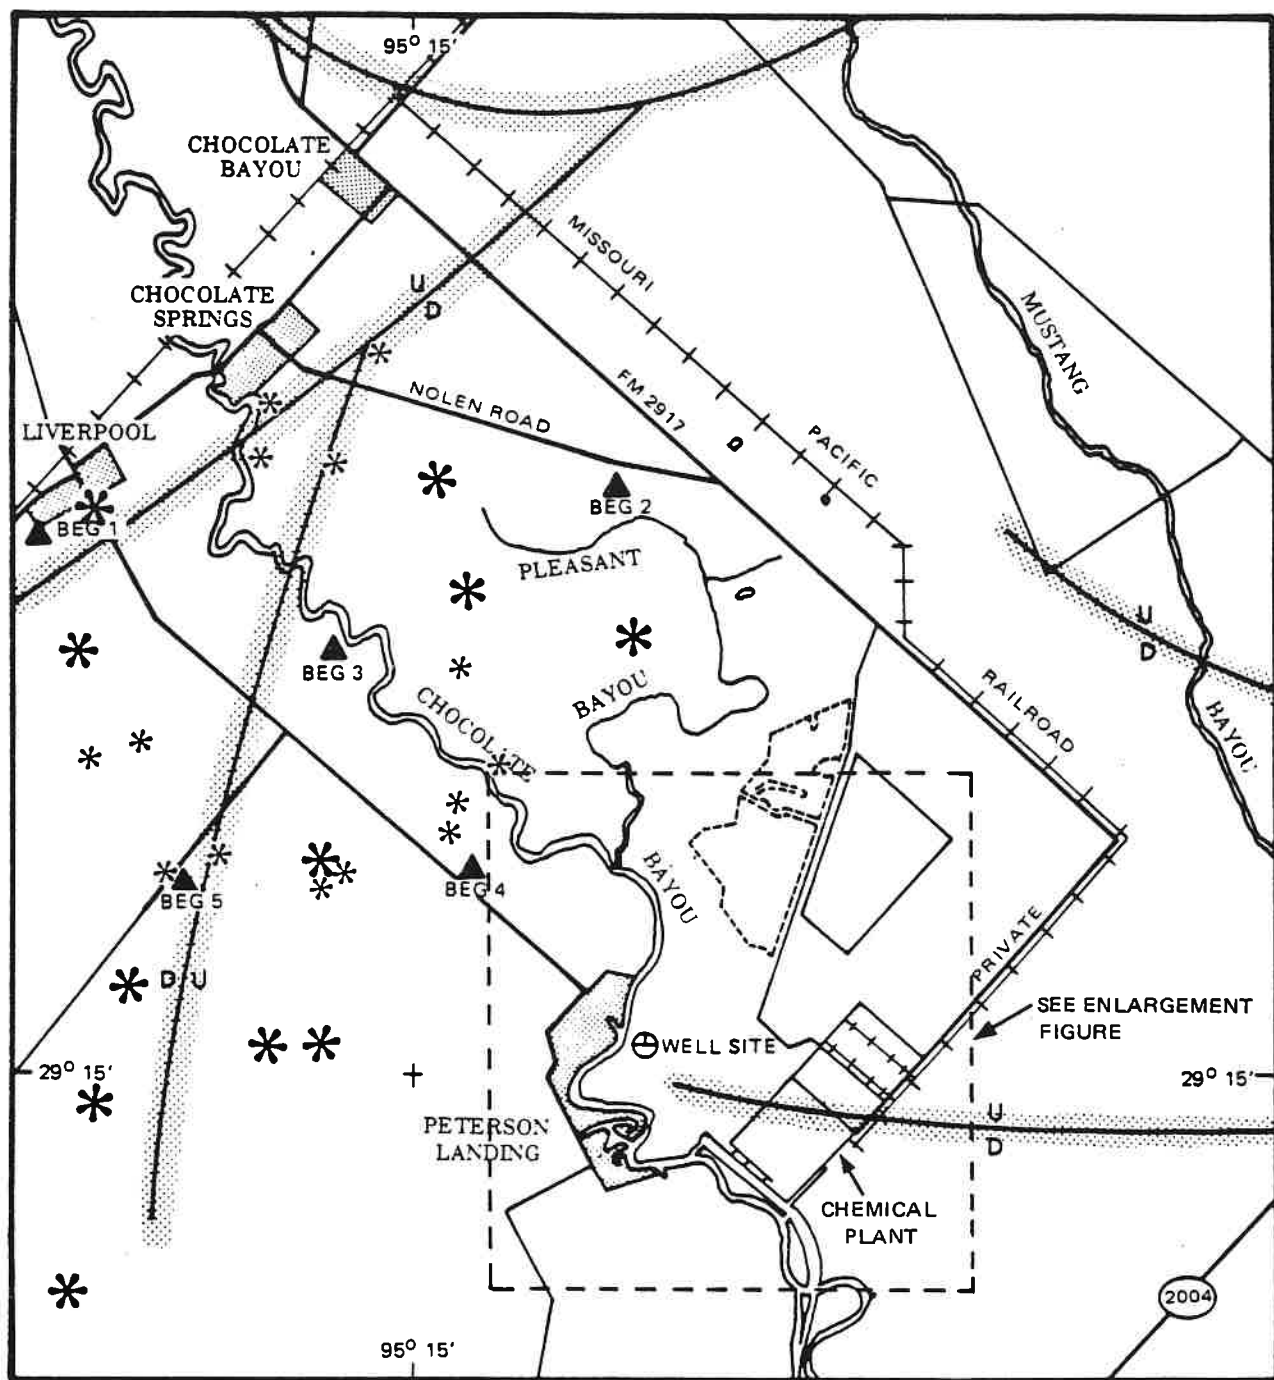 95° 15'
CHOCOLATE
BAYOU
MISSOURI
CHOCOLATE
SPRINGS
U
D
MUSTANG
NOLEN ROAD
FM 2917
PACIFIC
LIVERPOOL
BEG 1
BEG 2
PLEASANT
U
D
BEG 3
RAILROAD
CHOCOLATE
BAYOU
BAYOU
BAYOU
BEG 4
BEG 5
PRIVATE
D U
SEE ENLARGEMENT
FIGURE
WELL SITE
29° 15'
29° 15'
PETERSON
LANDING
U
D
CHEMICAL
PLANT
2004
95° 15'